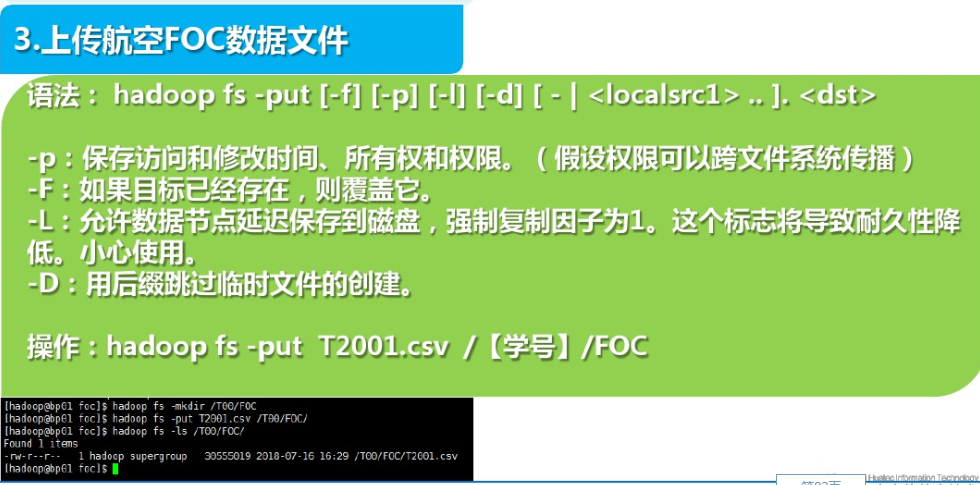 3.上传航空FOC数据文件
语法： hadoop fs -put [-f] [-p] [-l] [-d] [ - | <localsrc1> .. ]. <dst>
-p：保存访问和修改时间、所有权和权限。（假设权限可以跨文件系统传播）
-F：如果目标已经存在，则覆盖它。
-L：允许数据节点延迟保存到磁盘，强制复制因子为1。这个标志将导致耐久性降
低。小心使用。
-D：用后缀跳过临时文件的创建。
操作：hadoop fs -put  T2001.csv  /【学号】/FOC
[hadoop@bp01 foc]$ hadoop fs -mkdir /T00/FOC
[hadoop@bp01 foc]$ hadoop fs -put T2001.csv /T00/FOC/
[hadoop@bp01 foc]$ hadoop fs -ls /T00/FOC/
Found 1 items
-rw-r--r--   1 hadoop supergroup   30555019 2018-07-16 16:29 /T00/FOC/T2001.csv
[hadoop@bp01 foc]$
Information Technology